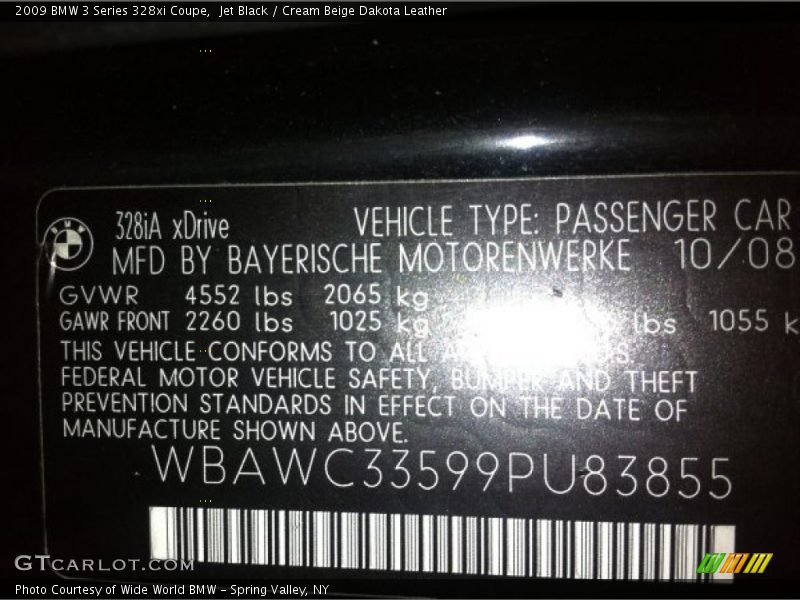 2009 BMW 3 Series 328xi Coupe,  Jet Black / Cream Beige Dakota Leather
BMW
328iA xDrive VEHICLE TYPE: PASSENGER CAR
MFD BY BAYERISCHE MOTORENWERKE 10/08
GVWR 4552 lbs 2065 kg
GAWR FRONT 2260 lbs 1025 kg lbs 1055 k
THIS VEHICLE CONFORMS TO ALL
FEDERAL MOTOR VEHICLE SAFETY, BUMPER AND THEFT
PREVENTION STANDARDS IN EFFECT ON THE DATE OF
MANUFACTURE SHOWN ABOVE.
WBAWC33599PU83855
GTCARLOT.COM
Photo Courtesy of Wide World BMW - Spring Valley, NY